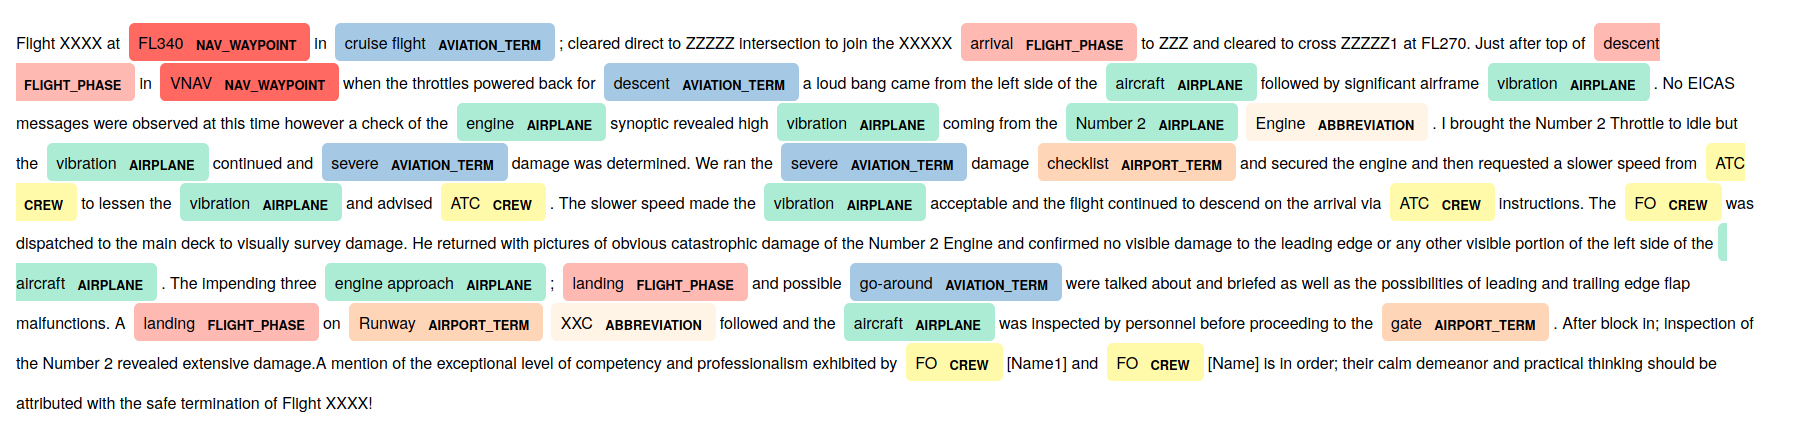 Flight XXXX at FL340 NAV_WAYPOINT in cruise flight AVIATION_TERM ; cleared direct to ZZZZZ intersection to join the XXXXX arrival FLIGHT_PHASE to ZZZ and cleared to cross ZZZZZ1 at FL270. Just after top of descent
FLIGHT_PHASE in VNAV NAV_WAYPOINT when the throttles powered back for descent AVIATION_TERM a loud bang came from the left side of the aircraft AIRPLANE followed by significant airframe vibration AIRPLANE . No EICAS
messages were observed at this time however a check of the engine AIRPLANE synoptic revealed high vibration AIRPLANE coming from the Number 2 AIRPLANE Engine ABBREVIATION . I brought the Number 2 Throttle to idle but
the vibration AIRPLANE continued and severe AVIATION_TERM damage was determined. We ran the severe AVIATION_TERM damage checklist AIRPORT_TERM and secured the engine and then requested a slower speed from ATC
CREW to lessen the vibration AIRPLANE and advised ATC CREW . The slower speed made the vibration AIRPLANE acceptable and the flight continued to descend on the arrival via ATC CREW instructions. The FO CREW was
dispatched to the main deck to visually survey damage. He returned with pictures of obvious catastrophic damage of the Number 2 Engine and confirmed no visible damage to the leading edge or any other visible portion of the left side of the
aircraft AIRPLANE . The impending three engine approach AIRPLANE ; landing FLIGHT_PHASE and possible go-around AVIATION_TERM were talked about and briefed as well as the possibilities of leading and trailing edge flap
malfunctions. A landing FLIGHT_PHASE on Runway AIRPORT_TERM XXC ABBREVIATION followed and the aircraft AIRPLANE was inspected by personnel before proceeding to the gate AIRPORT_TERM . After block in; inspection of
the Number 2 revealed extensive damage.A mention of the exceptional level of competency and professionalism exhibited by FO CREW [Name1] and FO CREW [Name] is in order; their calm demeanor and practical thinking should be
attributed with the safe termination of Flight XXXX!